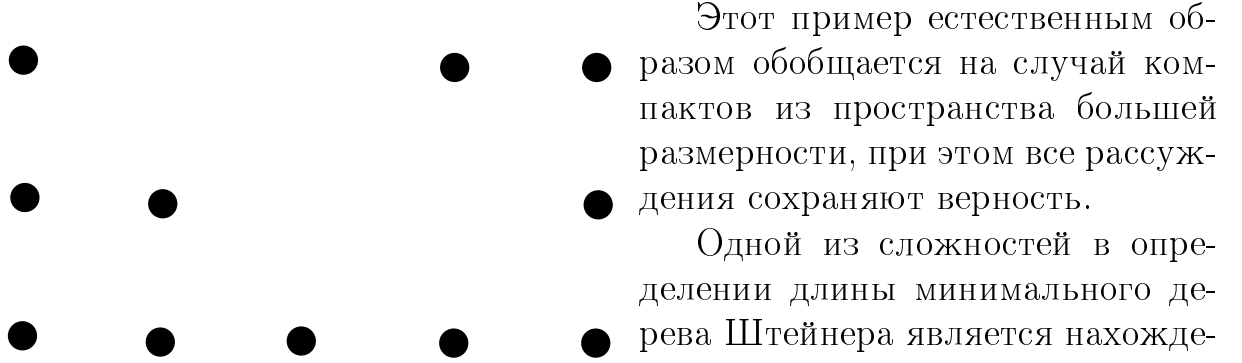 Этот пример естественным об-
разом обобщается на случай ком-
пактов из пространства большей
размерности, при этом все рассуж-
дения сохраняют верность.
Одной из сложностей в опре-
делении длины минимального де-
рева Штейнера является нахожде-